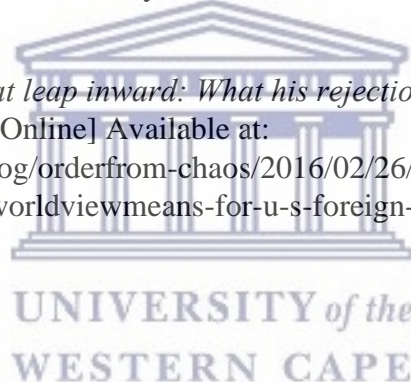 at leap inward: What his rejection
[Online] Available at:
og/orderfrom-chaos/2016/02/26/
worldviewmeans-for-u-s-foreign-
UNIVERSITY of the
WESTERN CAPE